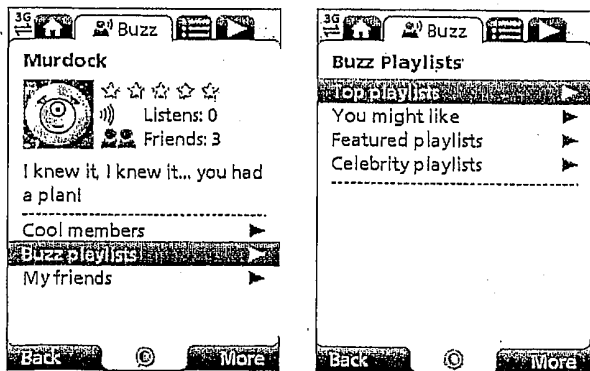 3G
Buzz
Murdock
Listens: 0
Friends: 3
I knew it, I knew it... you had
a plan!
Cool members
Buzz playlists
My friends
Back
More
3G
Buzz
Buzz Playlists
Top playlists
You might like
Featured playlists
Celebrity playlists
Back
More